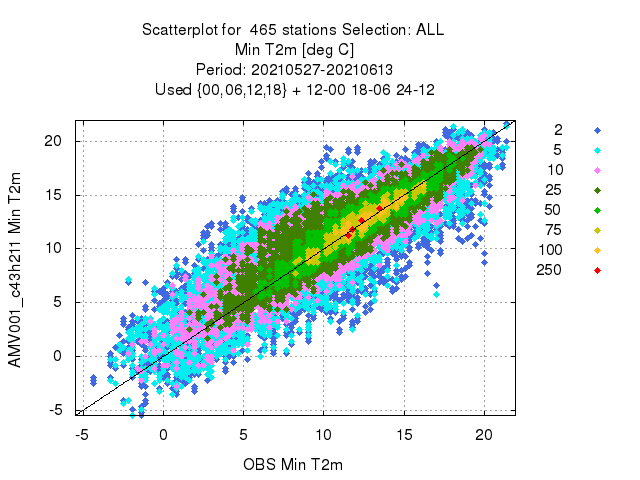 Scatterplot for 465 stations Selection: ALL
Min T2m [deg C]
Period: 20210527-20210613
Used {00,06,12,18} + 12-00 18-06 24-12
AMV001_c43h211 Min T2m
20
15
10
5
0
-5
-5 0 5 10 15 20
OBS Min T2m
2
5
10
25
50
75
100
250